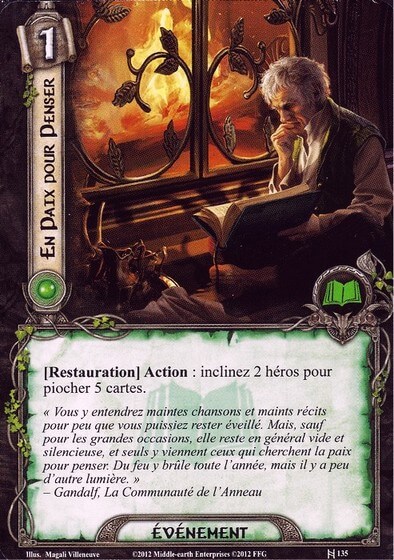 1
EN PAIX POUR PENSER
[Restauration] Action : inclinez 2 héros pour
piocher 5 cartes.
« Vous y entendrez maintes chansons et maints récits
pour peu que vous puissiez rester éveillé. Mais, sauf
pour les grandes occasions, elle reste en général vide et
silencieuse, et seuls y viennent ceux qui cherchent la paix
pour penser. Du feu y brûle toute l'année, mais il y a peu
d'autre lumière. »
– Gandalf, La Communauté de l'Anneau
ÉVÉNEMENT
Illus. Magali Villeneuve ©2012 Middle-earth Enterprises ©2012 FFG 135